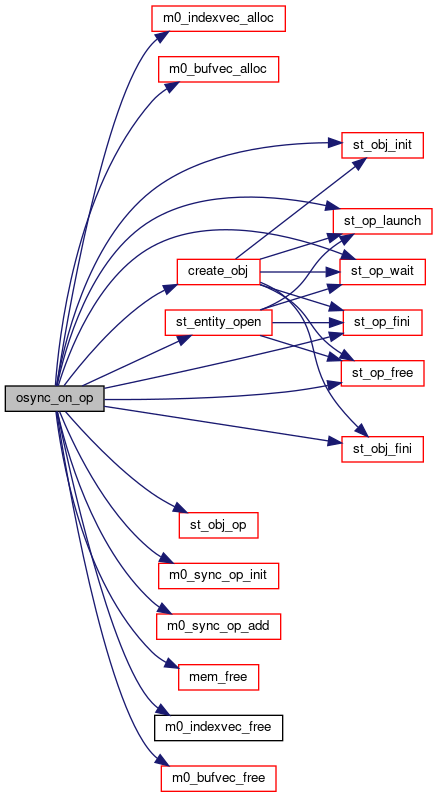 m0_indexvec_alloc
m0_bufvec_alloc
st_obj_init
st_op_launch
create_obj
st_op_wait
st_entity_open
st_op_fini
st_op_free
osync_on_op
st_obj_fini
st_obj_op
m0_sync_op_init
m0_sync_op_add
mem_free
m0_indexvec_free
m0_bufvec_free